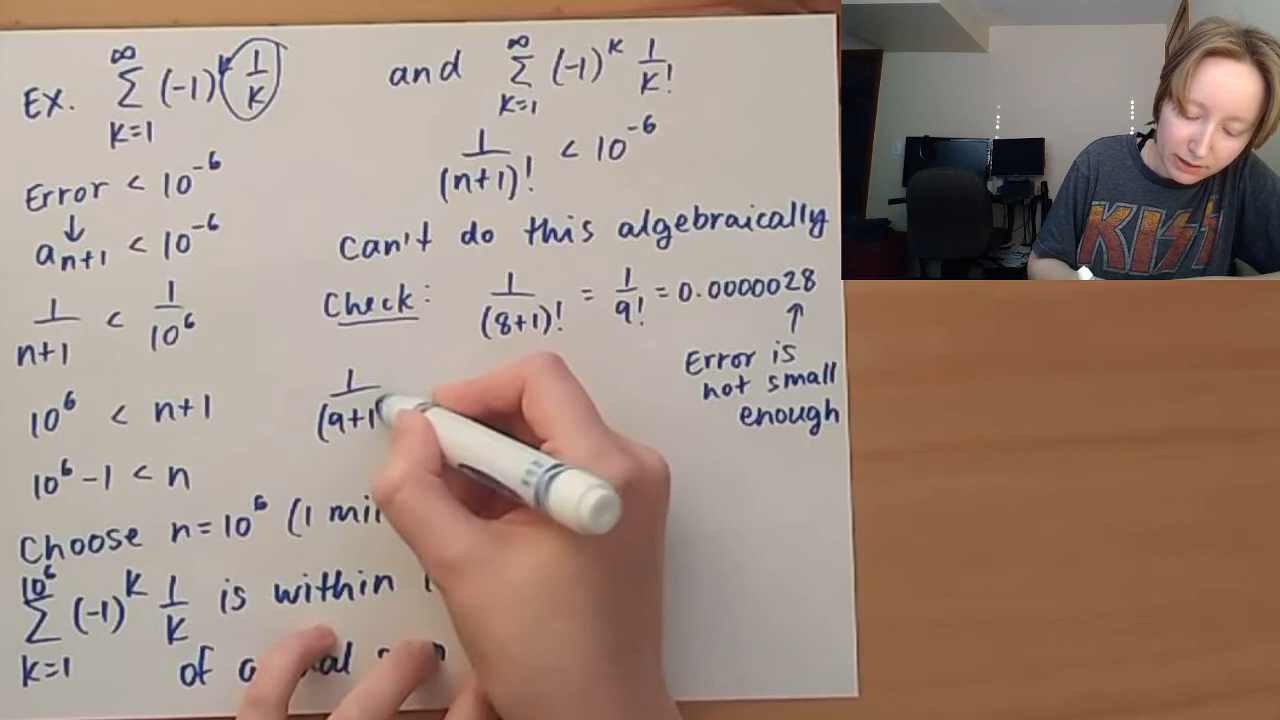 Ex. ∞ Σ k=1 (-1)^k 1/k and ∞ Σ k=1 (-1)^k 1/k!
Error < 10^-6
↓
a_n+1 < 10^-6
1/(n+1) < 1/10^6
10^6 < n+1
10^6 - 1 < n
Choose n = 10^6 (1
10^6 Σ k=1 (-1)^k 1/k is within
of
1/(n+1)! < 10^-6
Can't do this algebraically
Check: 1/(8+1)! = 1/9! = 0.0000028
↑
Error is
not small
enough
1/(9+1
KISS